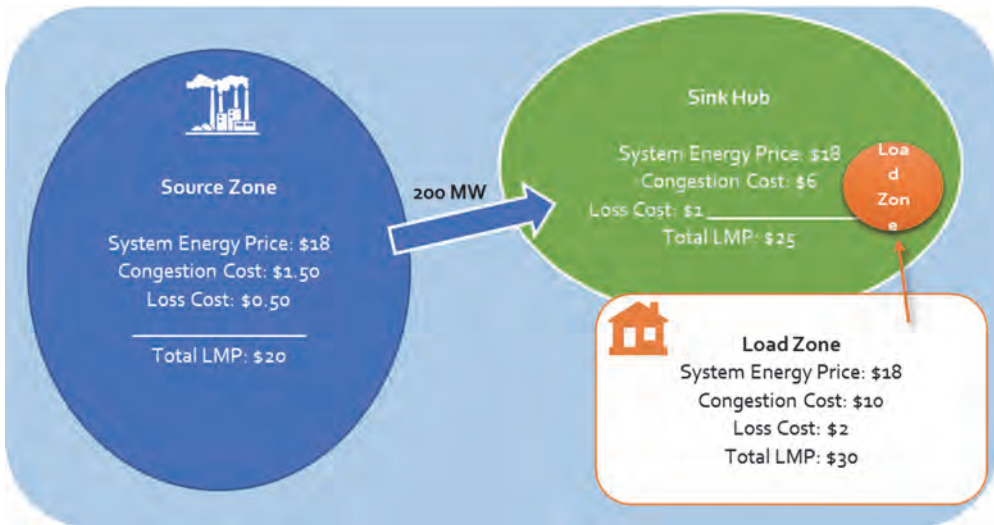 Source Zone
System Energy Price: $18
Congestion Cost: $1.50
Loss Cost: $0.50
Total LMP: $20
200 MW
Sink Hub
System Energy Price: $18
Congestion Cost: $6
Loss Cost: $1
Total LMP: $25
Loa
d
Zon
e
Load Zone
System Energy Price: $18
Congestion Cost: $10
Loss Cost: $2
Total LMP: $30